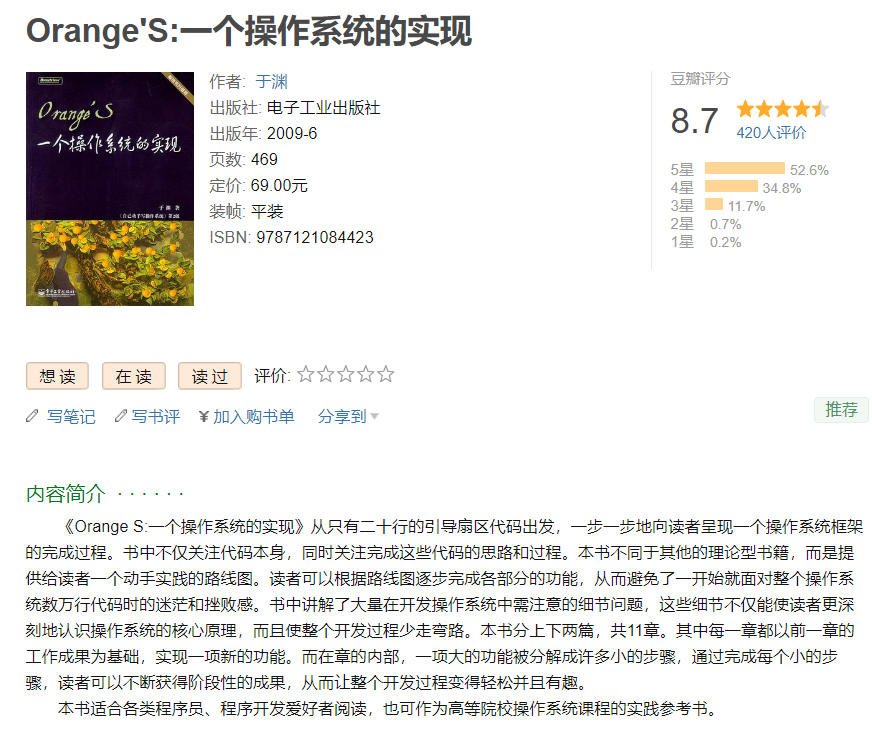 Orange'S:一个操作系统的实现
Orange'S
一个操作系统的实现
于渊 著
(《自己动手写操作系统》第2版)
电子工业出版社
作者: 于渊
出版社: 电子工业出版社
出版年: 2009-6
页数: 469
定价: 69.00元
装帧: 平装
ISBN: 9787121084423
豆瓣评分
8.7
420人评价
5星 52.6%
4星 34.8%
3星 11.7%
2星 0.7%
1星 0.2%
想读 在读 读过 评价:
写笔记 写书评 ¥加入购书单 分享到
推荐
内容简介 · · · · · ·
《Orange S:一个操作系统的实现》从只有二十行的引导扇区代码出发，一步一步地向读者呈现一个操作系统框架
的完成过程。书中不仅关注代码本身，同时关注完成这些代码的思路和过程。本书不同于其他的理论型书籍，而是提
供给读者一个动手实践的路线图。读者可以根据路线图逐步完成各部分的功能，从而避免了一开始就面对整个操作系
统数万行代码时的迷茫和挫败感。书中讲解了大量在开发操作系统中需注意的细节问题，这些细节不仅能使读者更深
刻地认识操作系统的核心原理，而且使整个开发过程少走弯路。本书分上下两篇，共11章。其中每一章都以前一章的
工作成果为基础，实现一项新的功能。而在章的内部，一项大的功能被分解成许多小的步骤，通过完成每个小的步
骤，读者可以不断获得阶段性的成果，从而让整个开发过程变得轻松并且有趣。
本书适合各类程序员、程序开发爱好者阅读，也可作为高等院校操作系统课程的实践参考书。